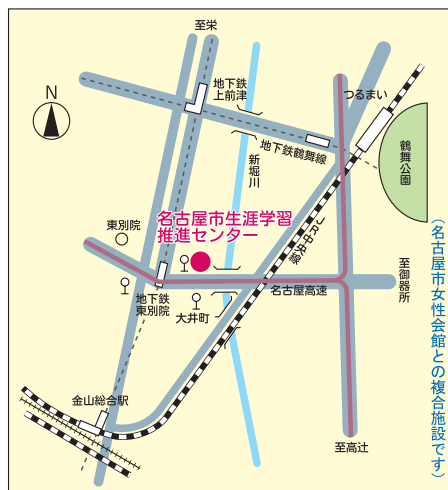 至栄
N
地下鉄
上前津
つるまい
地下鉄鶴舞線
鶴舞公園
新堀川
名古屋市生涯学習
推進センター
東別院
JR中央線
至御器所
名古屋高速
地下鉄
東別院
大井町
金山総合駅
至高辻
（名古屋市女性会館との複合施設です）